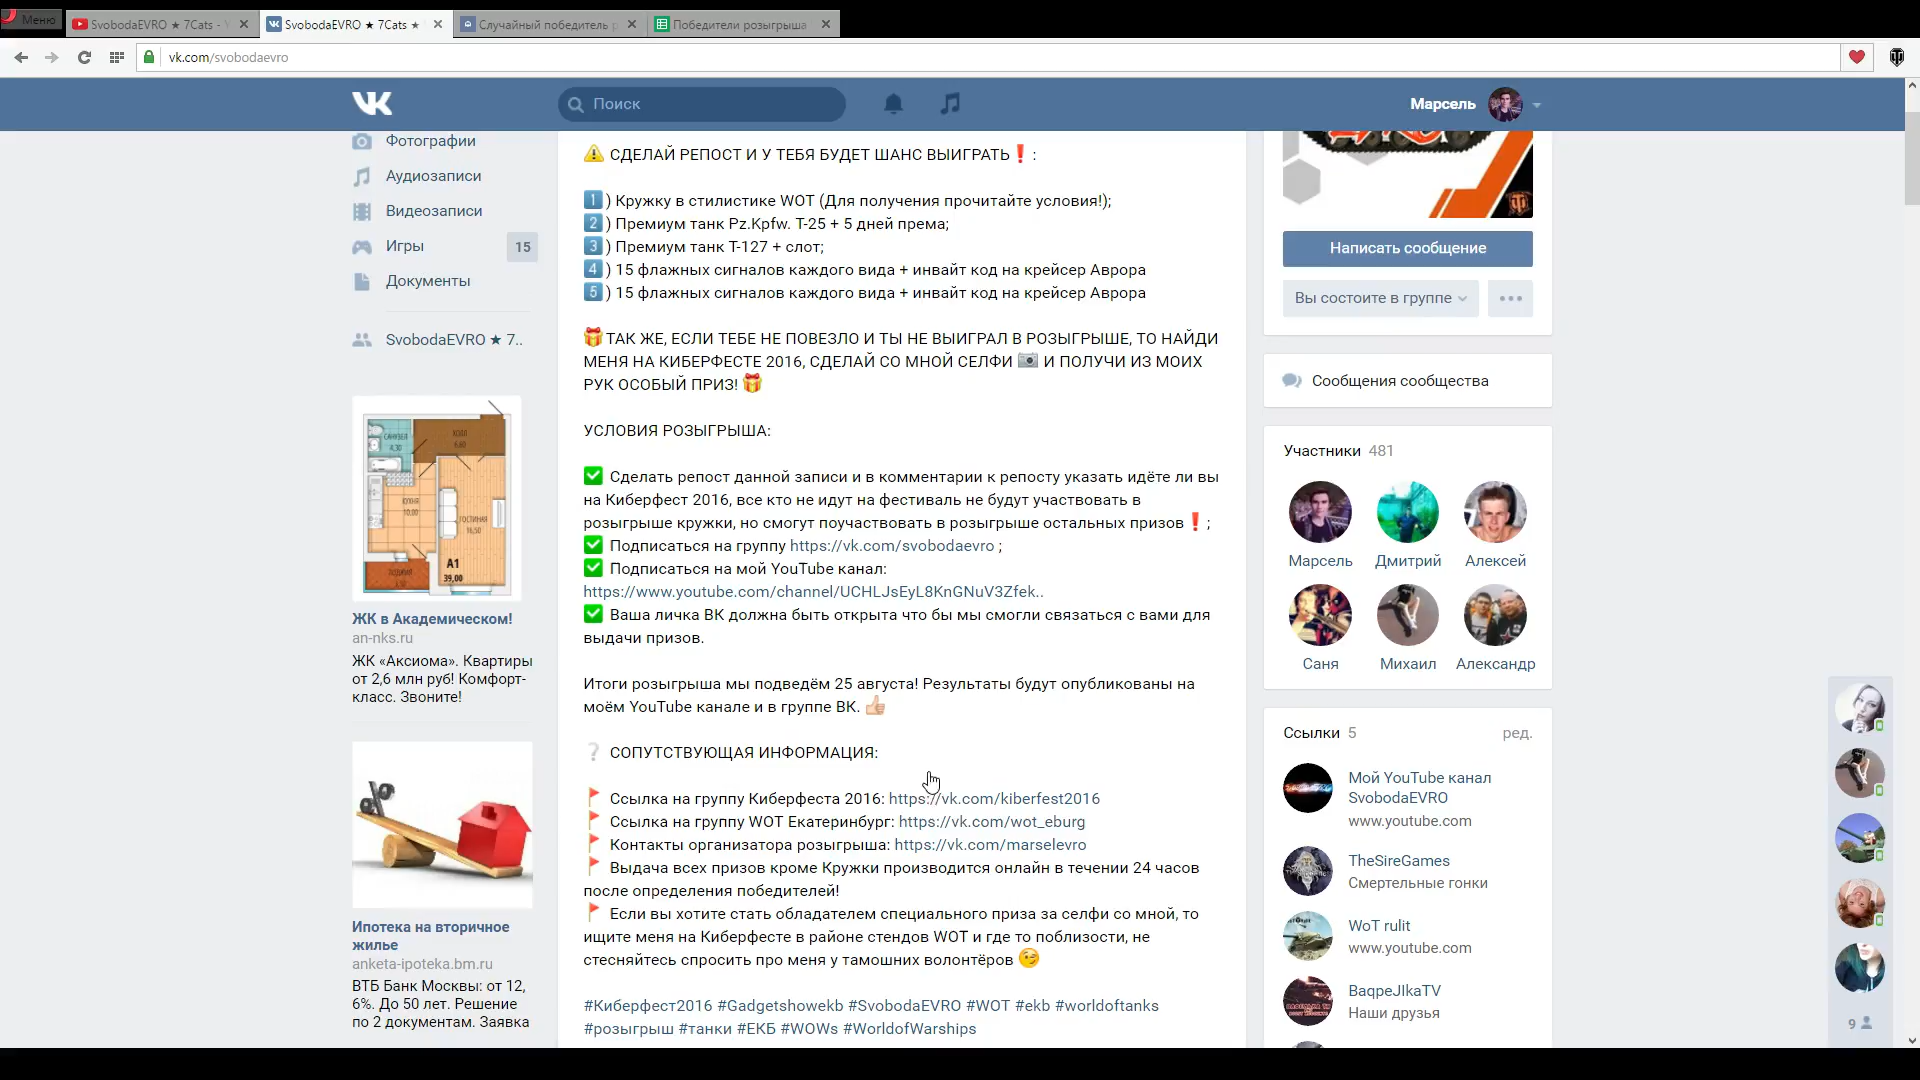 Меню
SvobodaEVRO ★ 7Cats -
SvobodaEVRO ★ 7Cats ★
Случайный победитель
Победители розыгрыша
vk.com/svobodaevro
Поиск
Марсель
Фотографии
Аудиозаписи
Видеозаписи
Игры 15
Документы
SvobodaEVRO ★ 7..
САНУЗЕЛ
4,30
ХОЛЛ
6,80
КУХНЯ
10,00
ГОСТИНАЯ
16,50
ЛОДЖИЯ
А1
39,00
ЖК в Академическом!
an-nks.ru
ЖК «Аксиома». Квартиры
от 2,6 млн руб! Комфорт-
класс. Звоните!
%
Ипотека на вторичное
жилье
anketa-ipoteka.bm.ru
ВТБ Банк Москвы: от 12,
6%. До 50 лет. Решение
по 2 документам. Заявка
⚠ СДЕЛАЙ РЕПОСТ И У ТЕБЯ БУДЕТ ШАНС ВЫИГРАТЬ❗ :
1️⃣ ) Кружку в стилистике WOT (Для получения прочитайте условия!);
2️⃣ ) Премиум танк Pz.Kpfw. T-25 + 5 дней према;
3️⃣ ) Премиум танк Т-127 + слот;
4️⃣ ) 15 флажных сигналов каждого вида + инвайт код на крейсер Аврора
5️⃣ ) 15 флажных сигналов каждого вида + инвайт код на крейсер Аврора
🎁ТАК ЖЕ, ЕСЛИ ТЕБЕ НЕ ПОВЕЗЛО И ТЫ НЕ ВЫИГРАЛ В РОЗЫГРЫШЕ, ТО НАЙДИ
МЕНЯ НА КИБЕРФЕСТЕ 2016, СДЕЛАЙ СО МНОЙ СЕЛФИ 📷 И ПОЛУЧИ ИЗ МОИХ
РУК ОСОБЫЙ ПРИЗ! 🎁
УСЛОВИЯ РОЗЫГРЫША:
✅ Сделать репост данной записи и в комментарии к репосту указать идёте ли вы
на Киберфест 2016, все кто не идут на фестиваль не будут участвовать в
розыгрыше кружки, но смогут поучаствовать в розыгрыше остальных призов ❗ ;
✅ Подписаться на группу https://vk.com/svobodaevro ;
✅ Подписаться на мой YouTube канал:
https://www.youtube.com/channel/UCHLJsEyL8KnGNuV3Zfek..
✅ Ваша личка ВК должна быть открыта что бы мы смогли связаться с вами для
выдачи призов.
Итоги розыгрыша мы подведём 25 августа! Результаты будут опубликованы на
моём YouTube канале и в группе ВК. 👍
❔ СОПУТСТВУЮЩАЯ ИНФОРМАЦИЯ:
🚩 Ссылка на группу Киберфеста 2016: https://vk.com/kiberfest2016
🚩 Ссылка на группу WOT Екатеринбург: https://vk.com/wot_eburg
🚩 Контакты организатора розыгрыша: https://vk.com/marselevro
🚩 Выдача всех призов кроме Кружки производится онлайн в течении 24 часов
после определения победителей!
🚩 Если вы хотите стать обладателем специального приза за селфи со мной, то
ищите меня на Киберфесте в районе стендов WOT и где то поблизости, не
стесняйтесь спросить про меня у тамошних волонтёров 😉
#Киберфест2016 #Gadgetshowekb #SvobodaEVRO #WOT #ekb #worldoftanks
#розыгрыш #танки #ЕКБ #WOWs #WorldofWarships
Написать сообщение
Вы состоите в группе
Сообщения сообщества
Участники 481
Марсель Дмитрий Алексей
Саня Михаил Александр
Ссылки 5 ред.
Мой YouTube канал
SvobodaEVRO
www.youtube.com
TheSireGames
Смертельные гонки
WoT rulit
www.youtube.com
BaqpeJIkaTV
Наши друзья
9